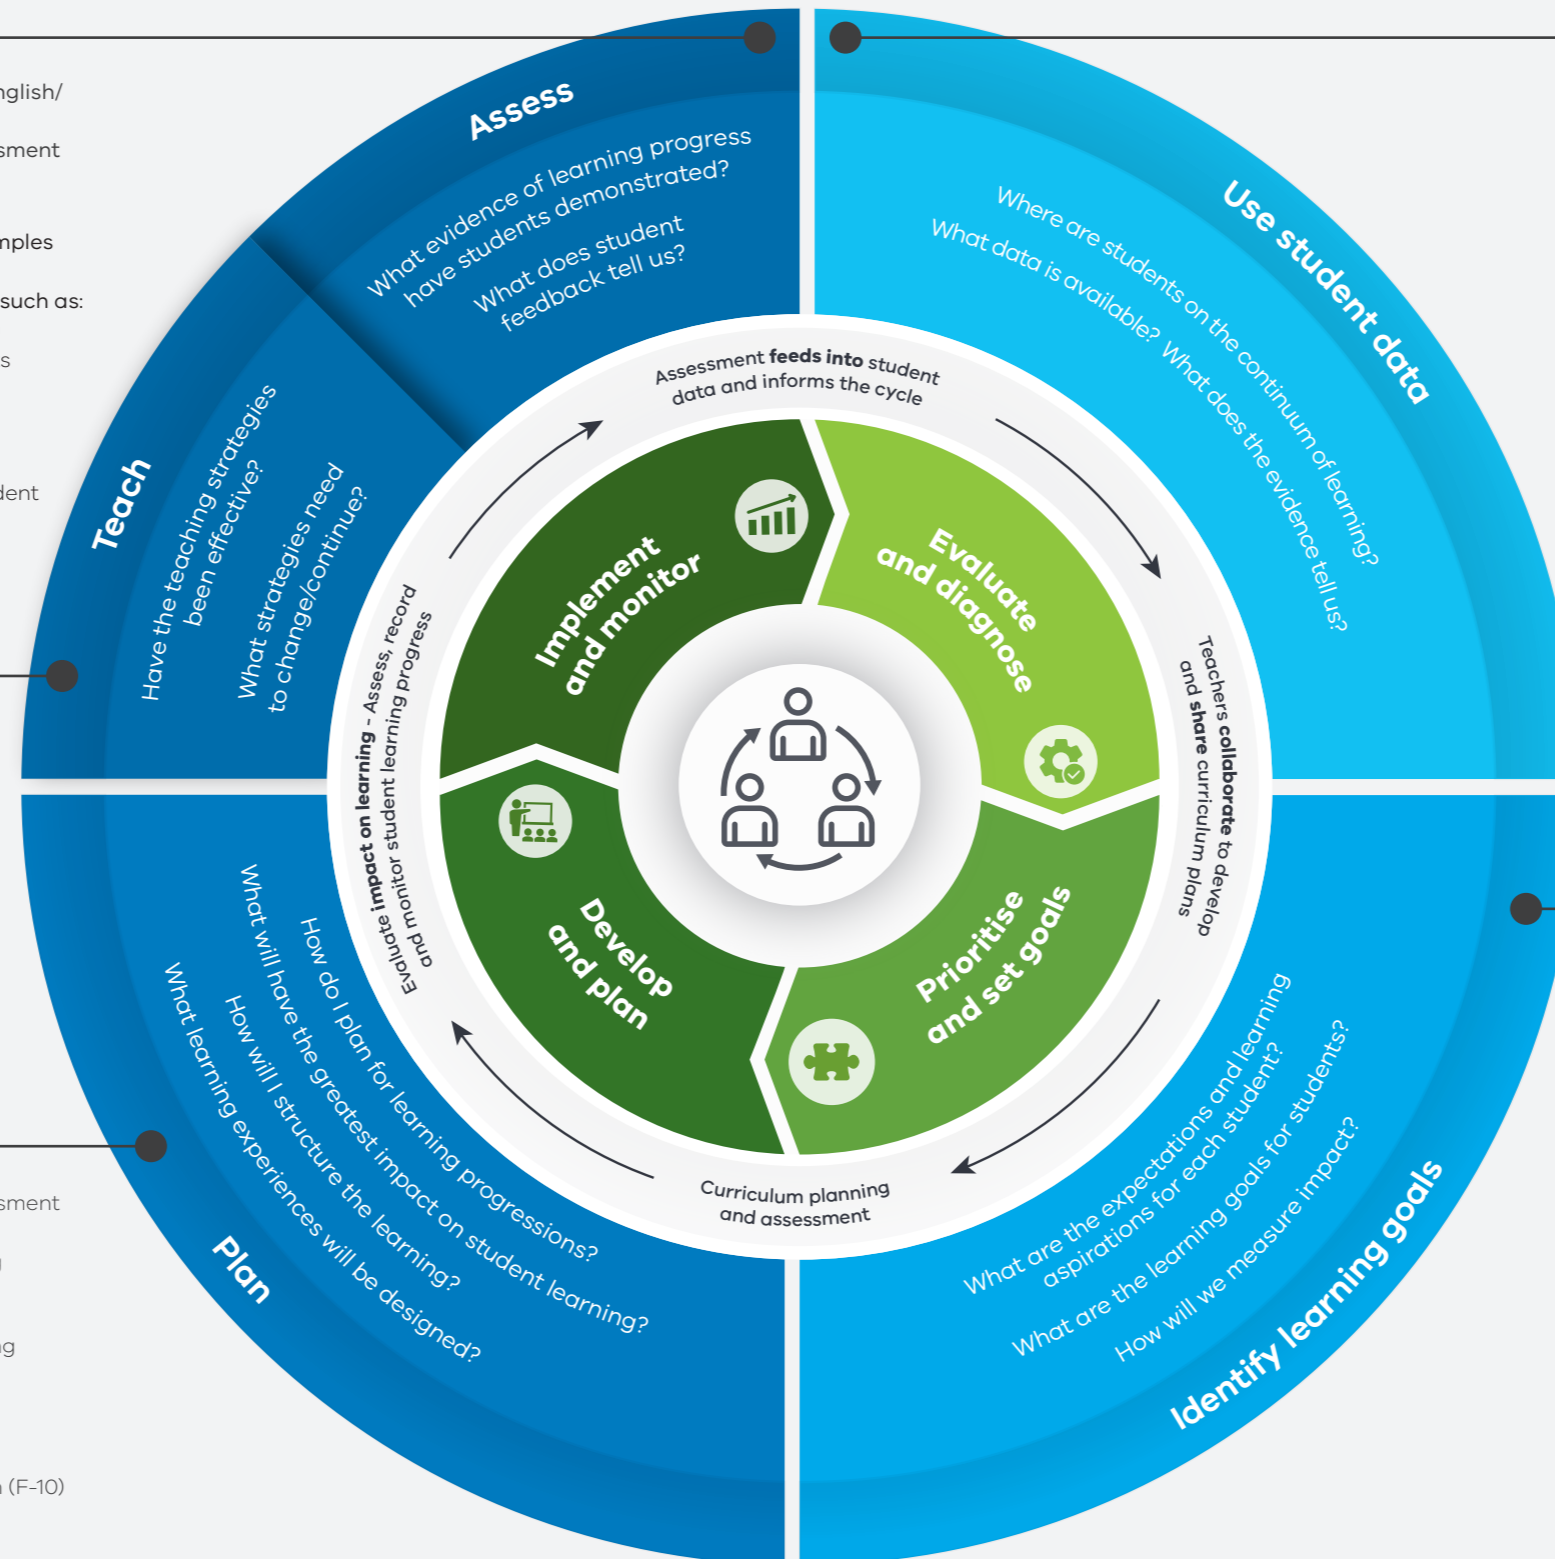 nglish/
sment
mples
such as:
s
dent
sment
g
ng
(F-10)
Assess
What evidence of learning progress
have students demonstrated?
What does student
feedback tell us?
Use student data
Where are students on the continuum of learning?
What data is available? What does the evidence tell us?
Teach
Have the teaching strategies
been effective?
What strategies need
to change/continue?
Assessment feeds into student
data and informs the cycle
Implement
and monitor
Evaluate
and diagnose
Evaluate impact on learning - Assess, record
and monitor student learning progress
Teachers collaborate to develop
and share curriculum plans
Develop
and plan
Prioritise
and set goals
Curriculum planning
and assessment
Plan
How do I plan for learning progressions?
What will have the greatest impact on student learning?
How will I structure the learning?
What learning experiences will be designed?
Identify learning goals
What are the expectations and learning
aspirations for each student?
What are the learning goals for students?
How will we measure impact?